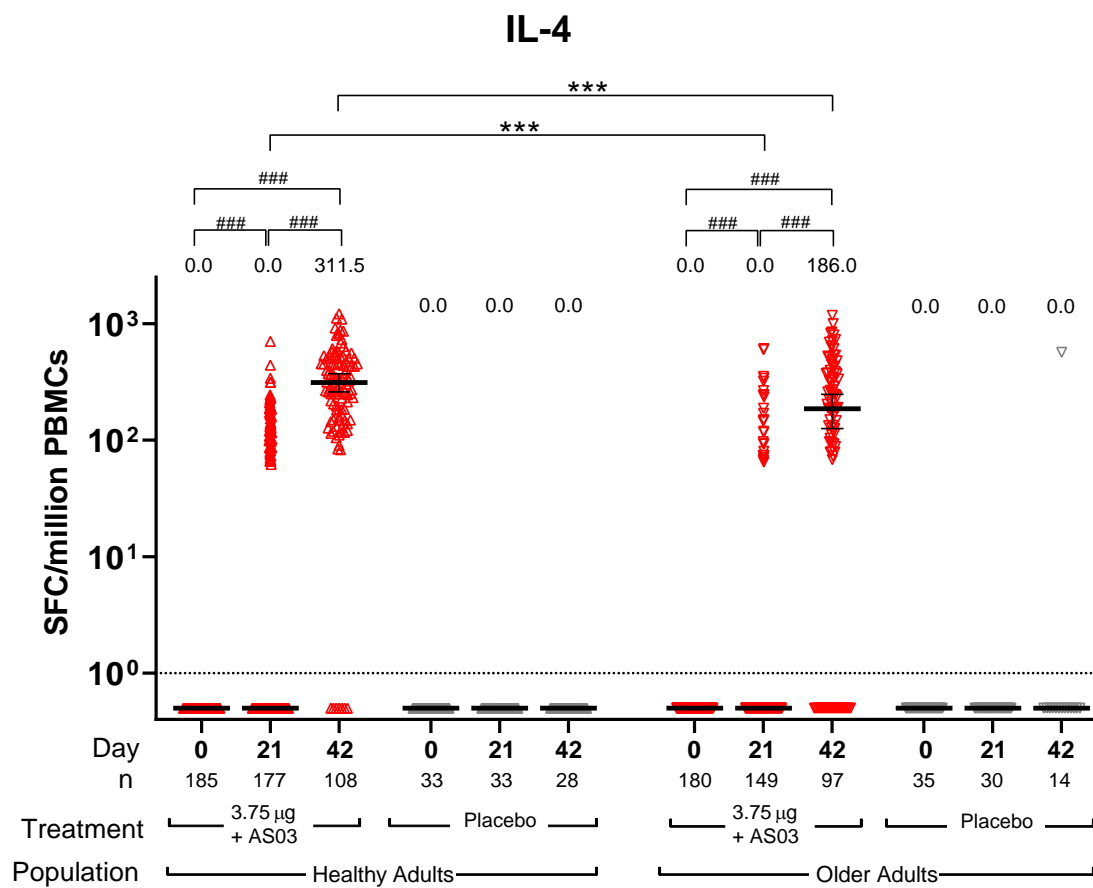 IL-4
***
***
### ###
### ### ### ###
0.0 0.0 311.5 0.0 0.0 186.0
0.0 0.0 0.0 0.0 0.0 0.0
10³
10²
10¹
10⁰
SFC/million PBMCs
Day 0 21 42 0 21 42 0 21 42 0 21 42
n 185 177 108 33 33 28 180 149 97 35 30 14
Treatment 3.75 µg + AS03 Placebo 3.75 µg + AS03 Placebo
Population Healthy Adults Older Adults